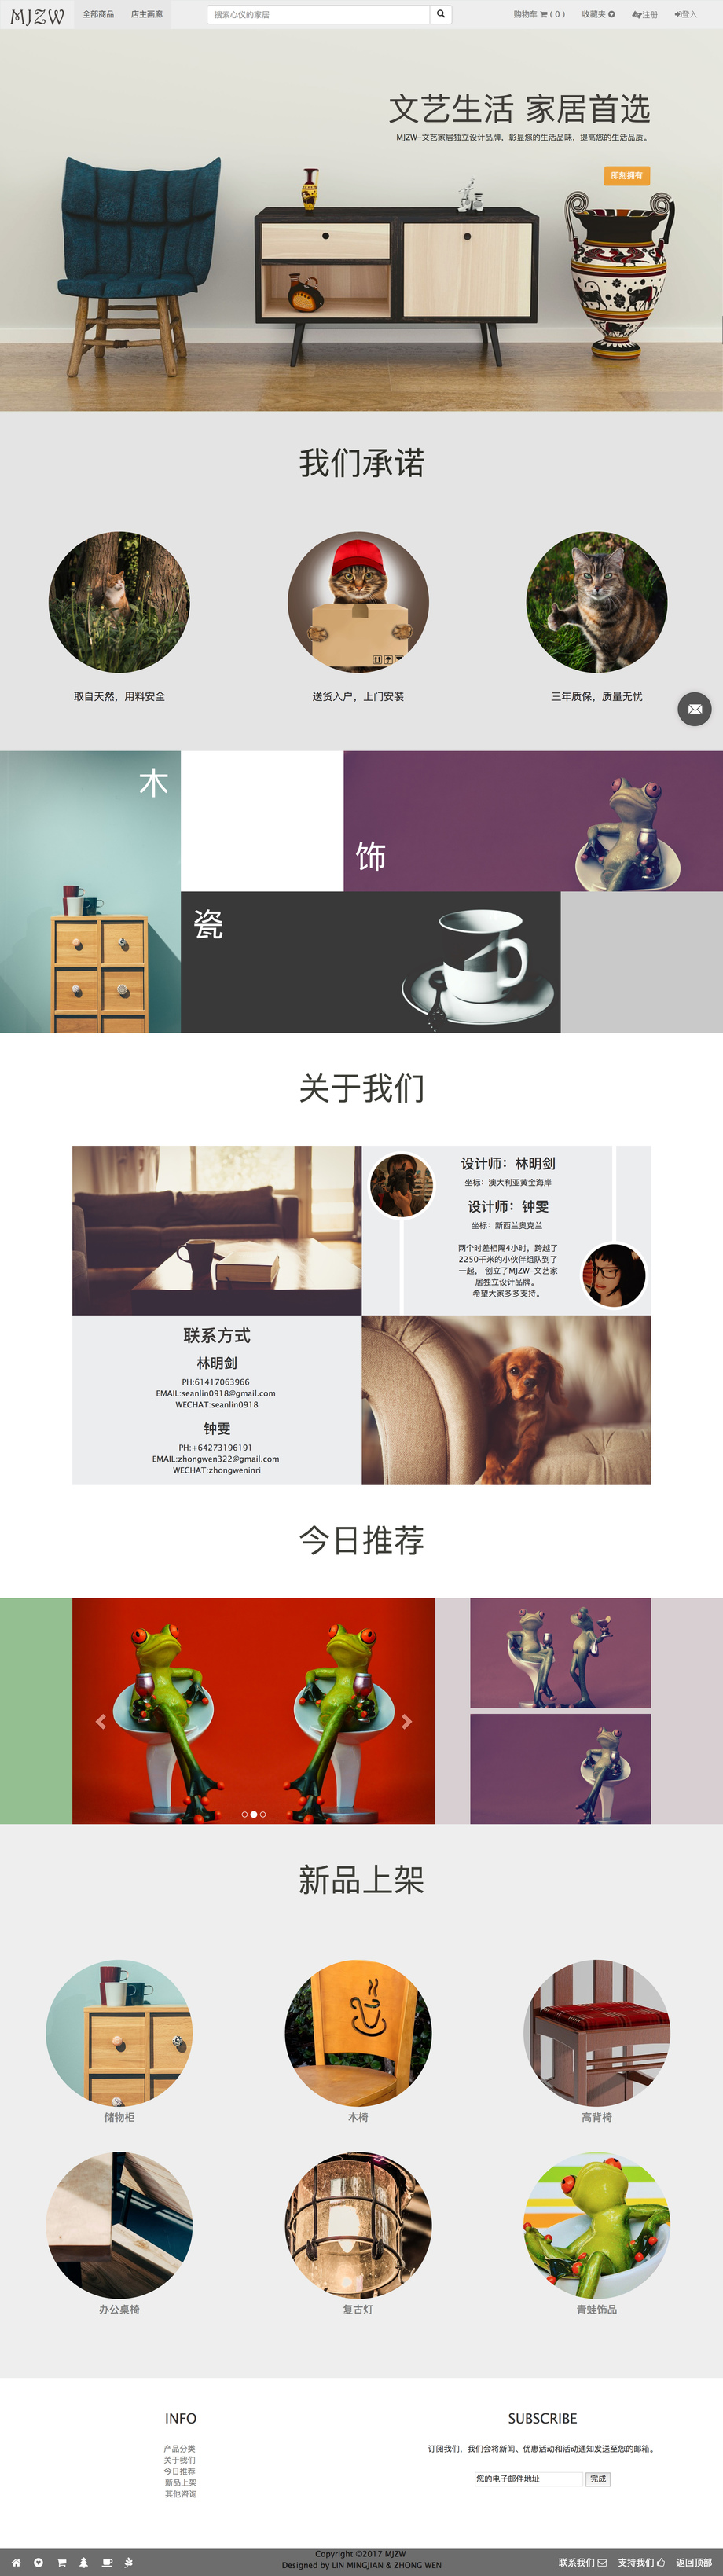 MJZW 全部商品 店主画廊 搜索心仪的家居 购物车 ( 0 ) 收藏夹 注册 登入
文艺生活 家居首选
MJZW-文艺家居独立设计品牌，彰显您的生活品味，提高您的生活品质。
即刻拥有
我们承诺
取自天然，用料安全
送货入户，上门安装
三年质保，质量无忧
木
饰
瓷
关于我们
设计师：林明剑
坐标：澳大利亚黄金海岸
设计师：钟雯
坐标：新西兰奥克兰
两个时差相隔4小时，跨越了
2250千米的小伙伴组队到了
一起， 创立了MJZW-文艺家
居独立设计品牌。
希望大家多多支持。
联系方式
林明剑
PH:61417063966
EMAIL:seanlin0918@gmail.com
WECHAT:seanlin0918
钟雯
PH:+64273196191
EMAIL:zhongwen322@gmail.com
WECHAT:zhongweninri
今日推荐
新品上架
储物柜
木椅
高背椅
办公桌椅
复古灯
青蛙饰品
INFO
产品分类
关于我们
今日推荐
新品上架
其他咨询
SUBSCRIBE
订阅我们，我们会将新闻、优惠活动和活动通知发送至您的邮箱。
您的电子邮件地址 完成
Copyright ©2017 MJZW
Designed by LIN MINGJIAN & ZHONG WEN
联系我们 支持我们 返回顶部